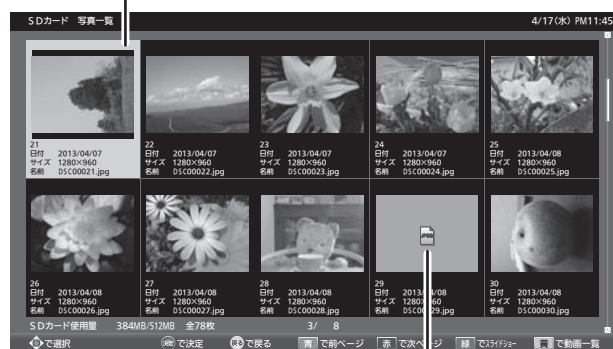 SDカード 写真一覧 4/17(水) PM11:45
21
日付 2013/04/07
サイズ 1280×960
名前 DSC00021.jpg
22
日付 2013/04/07
サイズ 1280×960
名前 DSC00022.jpg
23
日付 2013/04/07
サイズ 1280×960
名前 DSC00023.jpg
24
日付 2013/04/07
サイズ 1280×960
名前 DSC00024.jpg
25
日付 2013/04/08
サイズ 1280×960
名前 DSC00025.jpg
26
日付 2013/04/08
サイズ 1280×960
名前 DSC00026.jpg
27
日付 2013/04/08
サイズ 1280×960
名前 DSC00027.jpg
28
日付 2013/04/08
サイズ 1280×960
名前 DSC00028.jpg
JPEG
29
日付 2013/04/08
サイズ 1280×960
名前 DSC00029.jpg
30
日付 2013/04/08
サイズ 1280×960
名前 DSC00030.jpg
SDカード使用量 384MB/512MB 全78枚 3/ 8
で選択 決定 で決定 戻る で戻る 青 で前ページ 赤 で次ページ 緑 でスライドショー 黄 で動画一覧